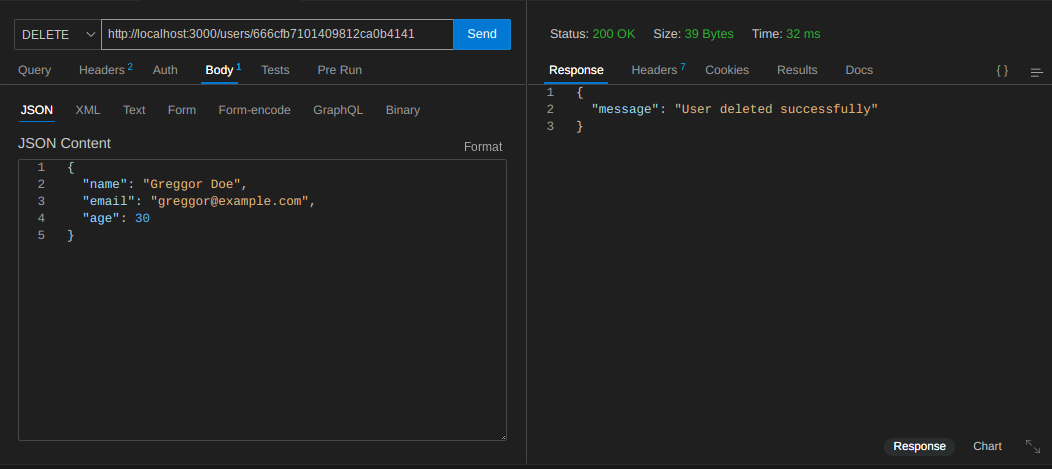 DELETE http://localhost:3000/users/666cfb7101409812ca0b4141 Send
Query Headers 2 Auth Body 1 Tests Pre Run
JSON XML Text Form Form-encode GraphQL Binary
JSON Content Format
1 {
2 "name": "Greggor Doe",
3 "email": "greggor@example.com",
4 "age": 30
5 }
Status: 200 OK Size: 39 Bytes Time: 32 ms
Response Headers 7 Cookies Results Docs { }
1 {
2 "message": "User deleted successfully"
3 }
Response Chart